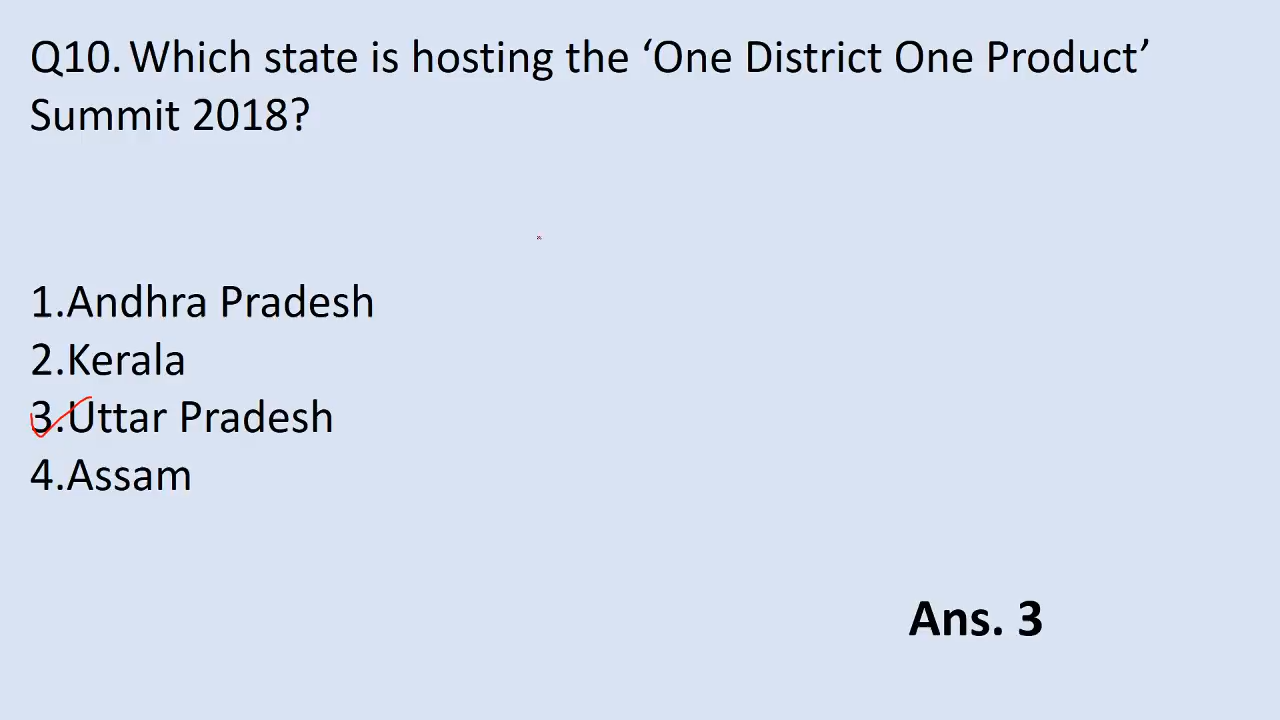 Q10. Which state is hosting the ‘One District One Product’
Summit 2018?
1.Andhra Pradesh
2.Kerala
3.Uttar Pradesh
4.Assam
Ans. 3